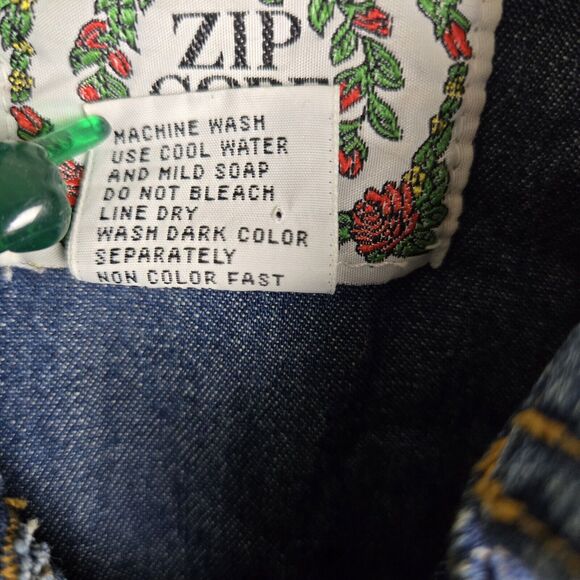 ZIP
CODE
MACHINE WASH
USE COOL WATER
AND MILD SOAP
DO NOT BLEACH
LINE DRY
WASH DARK COLOR
SEPARATELY
NON COLOR FAST